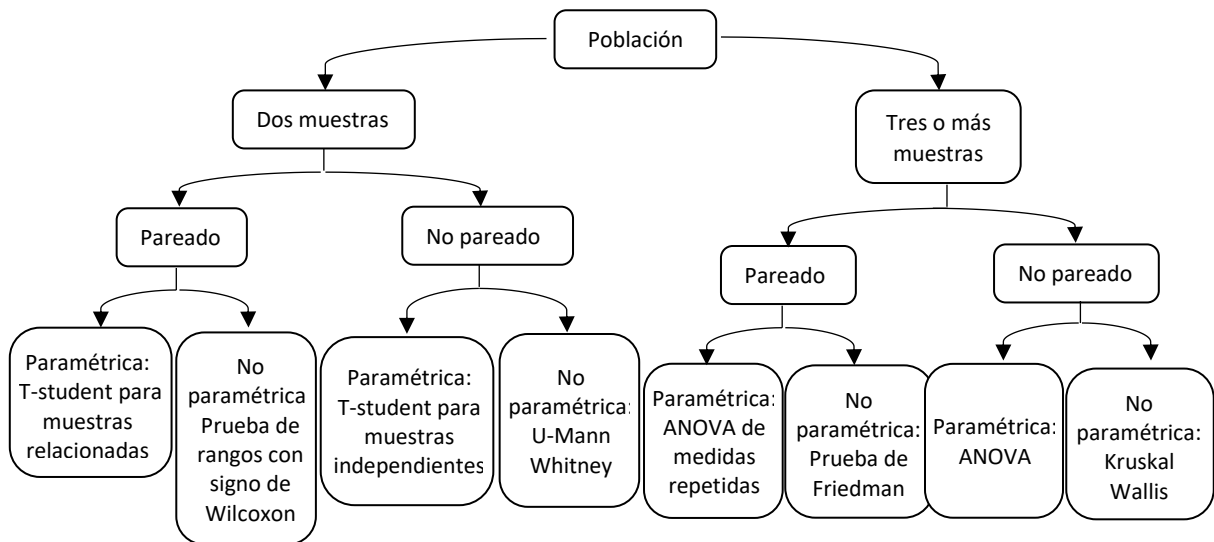 Población
Dos muestras
Tres o más
muestras
Pareado
No pareado
Pareado
No pareado
Paramétrica:
T-student para
muestras
relacionadas
No
paramétrica
Prueba de
rangos con
signo de
Wilcoxon
Paramétrica:
T-student para
muestras
independientes
No
paramétrica:
U-Mann
Whitney
Paramétrica:
ANOVA de
medidas
repetidas
No
paramétrica:
Prueba de
Friedman
Paramétrica:
ANOVA
No
paramétrica:
Kruskal
Wallis